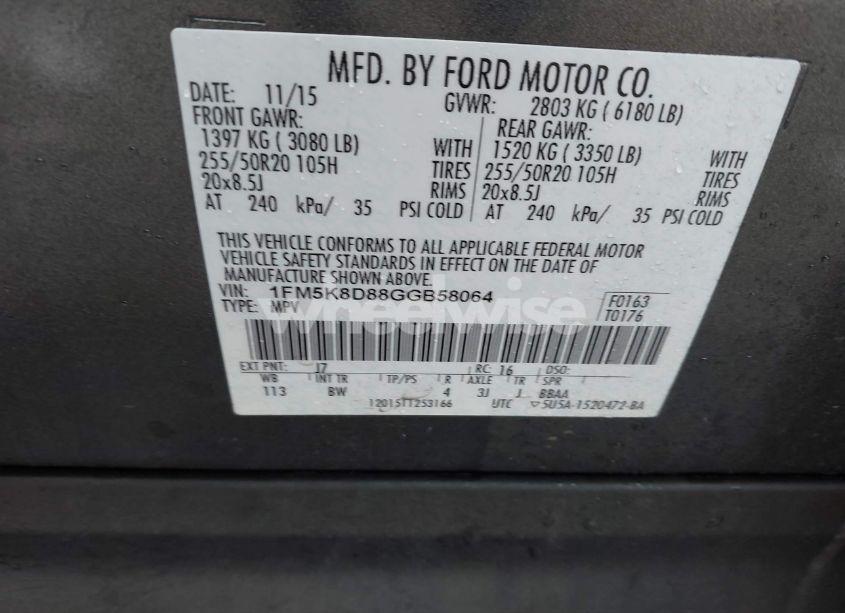 MFD. BY FORD MOTOR CO.
DATE: 11/15 GVWR: 2803 KG ( 6180 LB)
FRONT GAWR: REAR GAWR:
1397 KG ( 3080 LB) WITH 1520 KG ( 3350 LB) WITH
255/50R20 105H TIRES 255/50R20 105H TIRES
20x8.5J RIMS 20x8.5J RIMS
AT 240 kPa/ 35 PSI COLD AT 240 kPa/ 35 PSI COLD
THIS VEHICLE CONFORMS TO ALL APPLICABLE FEDERAL MOTOR
VEHICLE SAFETY STANDARDS IN EFFECT ON THE DATE OF
MANUFACTURE SHOWN ABOVE.
VIN: 1FM5K8D88GGB58064 F0163
TYPE: MPV T0176
wheelwise
EXT PNT: J7 RC: 16 DSO:
WB INT TR TP/PS R AXLE TR SPR
113 BW 4 3J J BBAA
12015TT253166 UTC 5U5A-1520472-BA